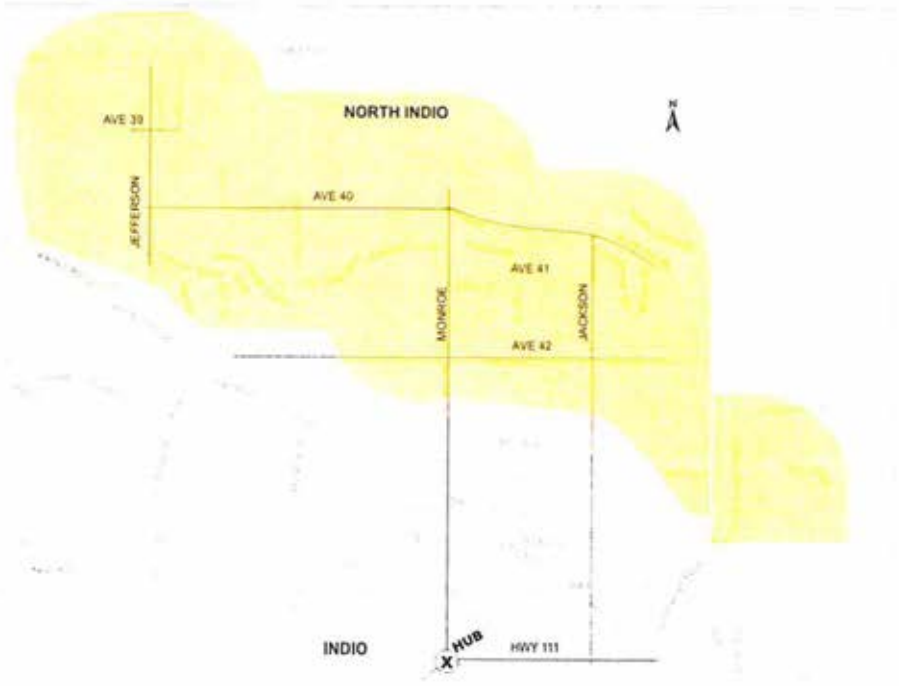 NORTH INDIO
N
AVE 39
JEFFERSON
AVE 40
AVE 41
MONROE
JACKSON
AVE 42
INDIO
X
HUB
HWY 111